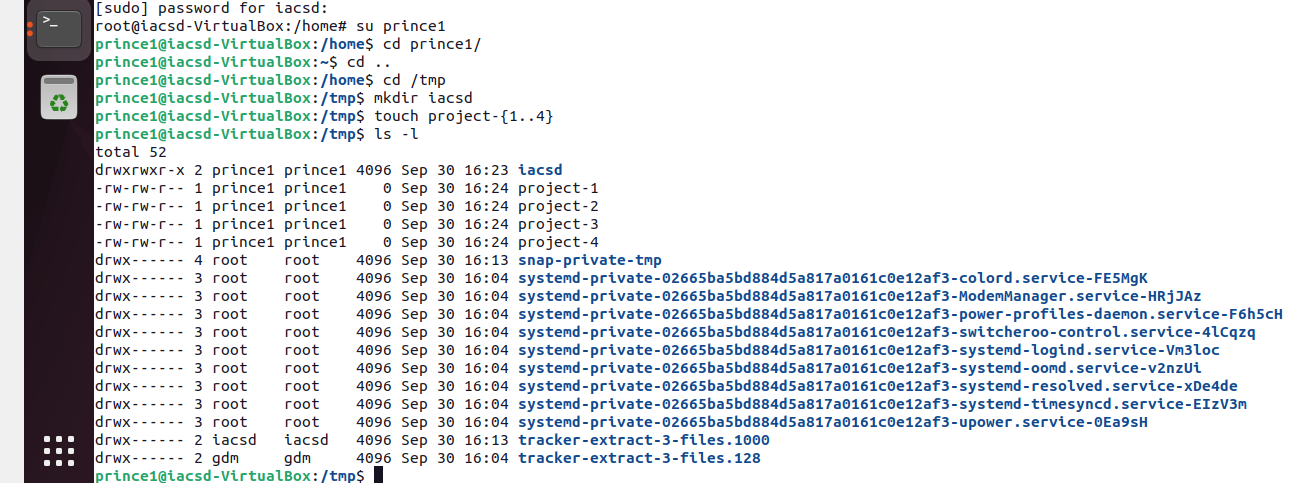 [sudo] password for iacsd:
root@iacsd-VirtualBox:/home# su prince1
prince1@iacsd-VirtualBox:/home$ cd prince1/
prince1@iacsd-VirtualBox:~$ cd ..
prince1@iacsd-VirtualBox:/home$ cd /tmp
prince1@iacsd-VirtualBox:/tmp$ mkdir iacsd
prince1@iacsd-VirtualBox:/tmp$ touch project-{1..4}
prince1@iacsd-VirtualBox:/tmp$ ls -l
total 52
drwxrwxr-x 2 prince1 prince1 4096 Sep 30 16:23 iacsd
-rw-rw-r-- 1 prince1 prince1    0 Sep 30 16:24 project-1
-rw-rw-r-- 1 prince1 prince1    0 Sep 30 16:24 project-2
-rw-rw-r-- 1 prince1 prince1    0 Sep 30 16:24 project-3
-rw-rw-r-- 1 prince1 prince1    0 Sep 30 16:24 project-4
drwx------ 4 root    root    4096 Sep 30 16:13 snap-private-tmp
drwx------ 3 root    root    4096 Sep 30 16:04 systemd-private-02665ba5bd884d5a817a0161c0e12af3-colord.service-FE5MgK
drwx------ 3 root    root    4096 Sep 30 16:04 systemd-private-02665ba5bd884d5a817a0161c0e12af3-ModemManager.service-HRjJAz
drwx------ 3 root    root    4096 Sep 30 16:04 systemd-private-02665ba5bd884d5a817a0161c0e12af3-power-profiles-daemon.service-F6h5cH
drwx------ 3 root    root    4096 Sep 30 16:04 systemd-private-02665ba5bd884d5a817a0161c0e12af3-switcheroo-control.service-4lCqzq
drwx------ 3 root    root    4096 Sep 30 16:04 systemd-private-02665ba5bd884d5a817a0161c0e12af3-systemd-logind.service-Vm3loc
drwx------ 3 root    root    4096 Sep 30 16:04 systemd-private-02665ba5bd884d5a817a0161c0e12af3-systemd-oomd.service-v2nzUi
drwx------ 3 root    root    4096 Sep 30 16:04 systemd-private-02665ba5bd884d5a817a0161c0e12af3-systemd-resolved.service-xDe4de
drwx------ 3 root    root    4096 Sep 30 16:04 systemd-private-02665ba5bd884d5a817a0161c0e12af3-systemd-timesyncd.service-EIzV3m
drwx------ 3 root    root    4096 Sep 30 16:04 systemd-private-02665ba5bd884d5a817a0161c0e12af3-upower.service-0Ea9sH
drwx------ 2 iacsd   iacsd   4096 Sep 30 16:13 tracker-extract-3-files.1000
drwx------ 2 gdm     gdm     4096 Sep 30 16:04 tracker-extract-3-files.128
prince1@iacsd-VirtualBox:/tmp$